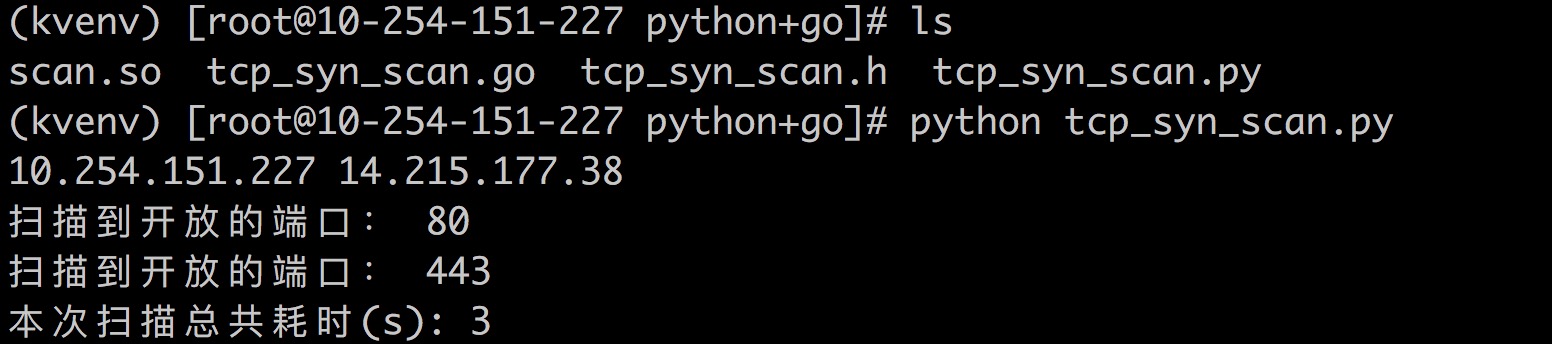 (kvenv) [root@10-254-151-227 python+go]# ls
scan.so  tcp_syn_scan.go  tcp_syn_scan.h  tcp_syn_scan.py
(kvenv) [root@10-254-151-227 python+go]# python tcp_syn_scan.py
10.254.151.227 14.215.177.38
扫描到开放的端口： 80
扫描到开放的端口： 443
本次扫描总共耗时(s): 3